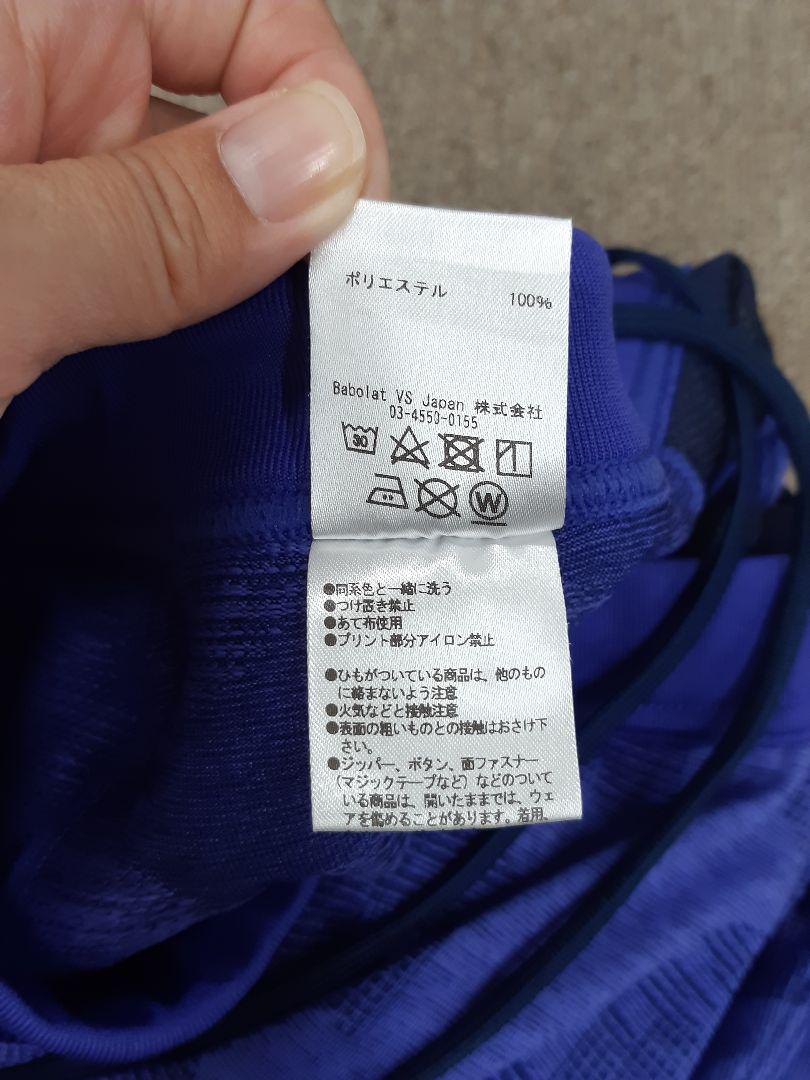 ポリエステル 100%
Babolat VS Japan 株式会社
03-4550-0155
30
W
●同系色と一緒に洗う
●つけ置き禁止
●あて布使用
●プリント部分アイロン禁止
●ひもがついている商品は、他のもの
に絡まないよう注意
●火気などと接触注意
●表面の粗いものとの接触はおさけ下
さい。
●ジッパー、ボタン、面ファスナー
(マジックテープなど)などのついて
いる商品は、開いたままでは、ウェ
アを傷めることがあります。着用、